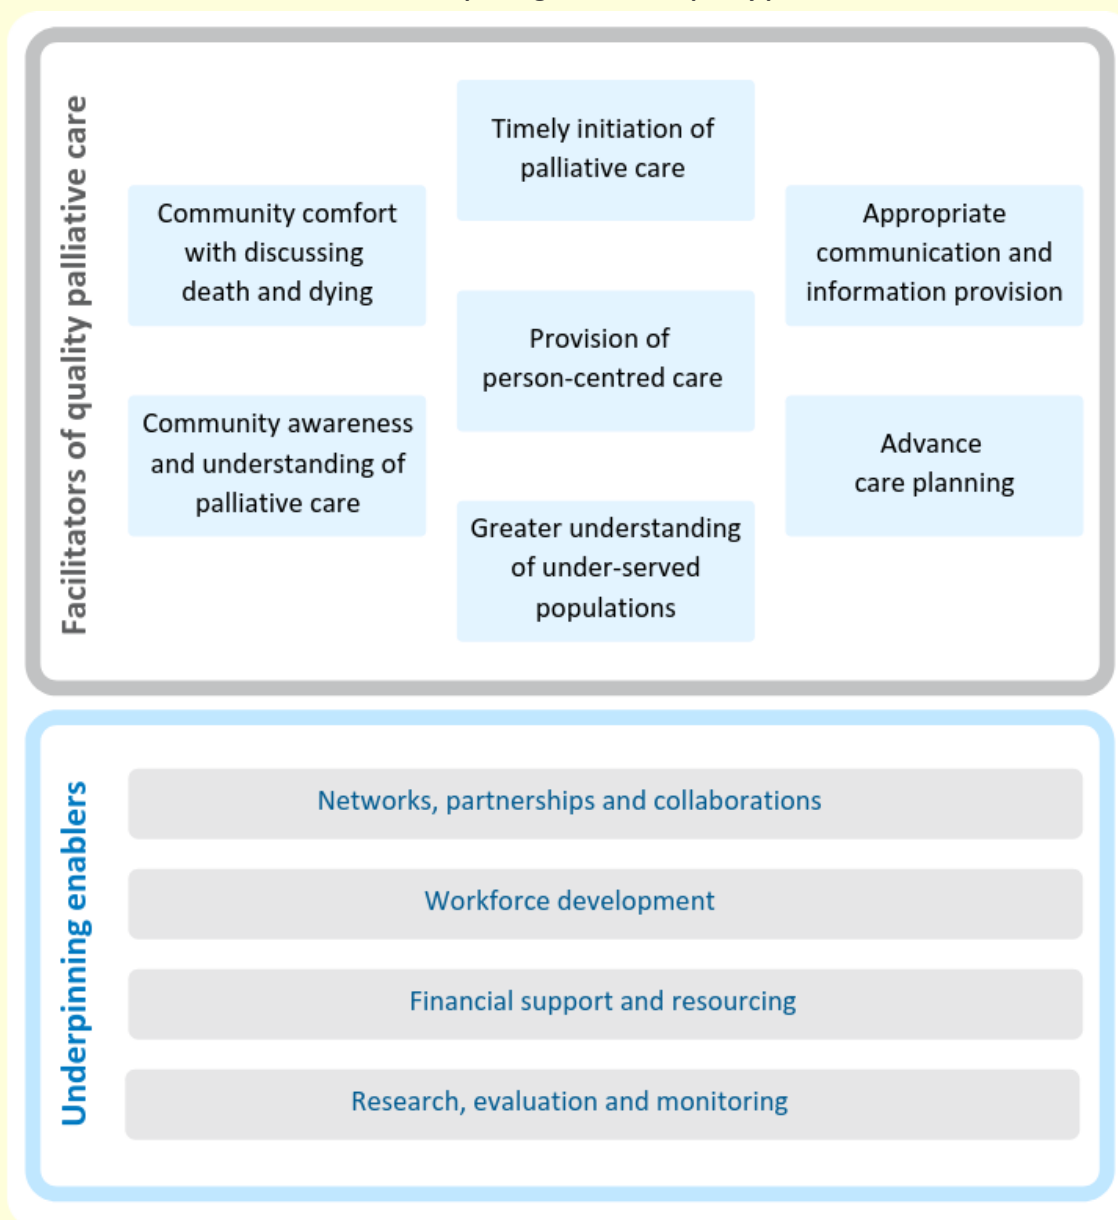 Facilitators of quality palliative care
Timely initiation of
palliative care
Community comfort
with discussing
death and dying
Appropriate
communication and
information provision
Provision of
person-centred care
Community awareness
and understanding of
palliative care
Advance
care planning
Greater understanding
of under-served
populations
Underpinning enablers
Networks, partnerships and collaborations
Workforce development
Financial support and resourcing
Research, evaluation and monitoring